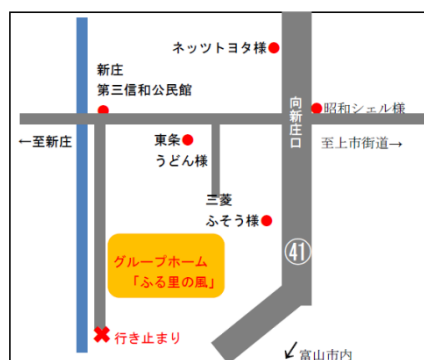 ネッツトヨタ様
新庄
第三信和公民館
向新庄口
昭和シェル様
←至新庄
東条
うどん様
至上市街道→
三菱
ふそう様
グループホーム
「ふる里の風」
41
行き止まり
富山市内